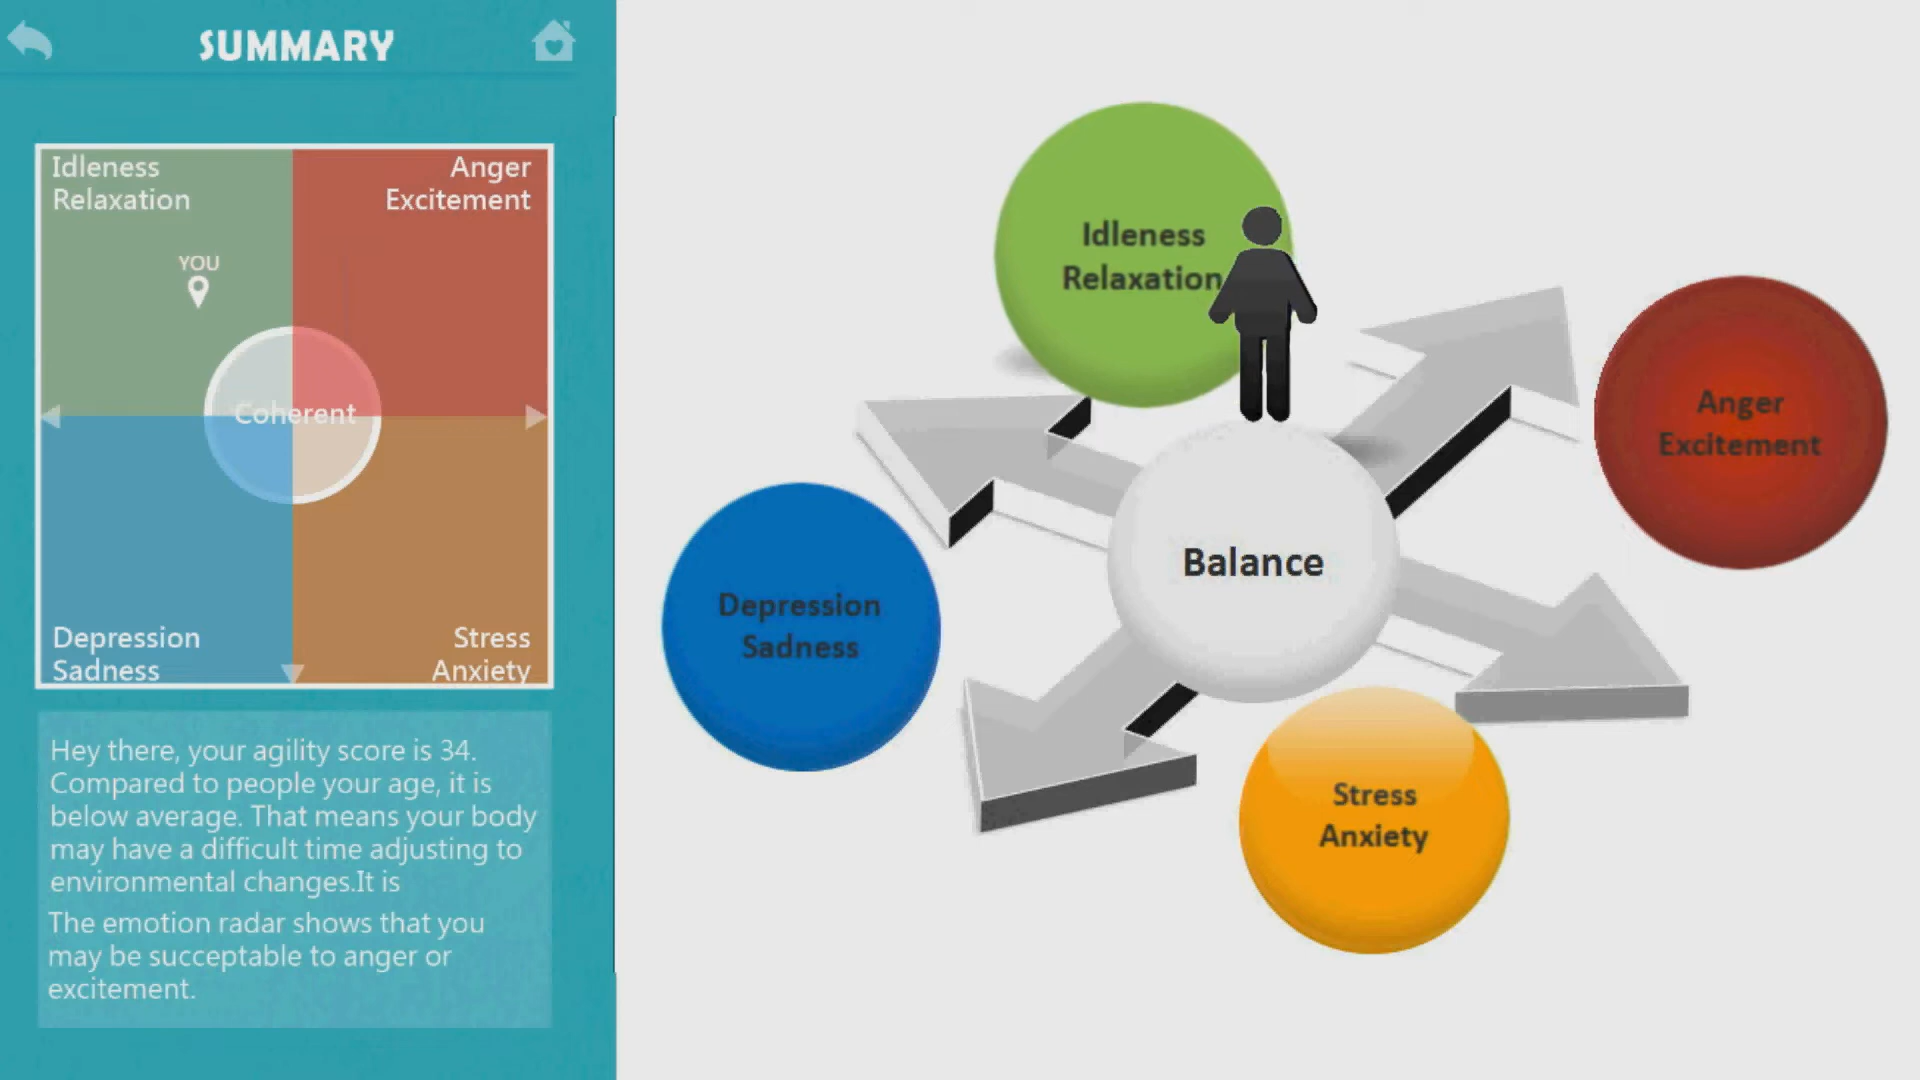 SUMMARY
Idleness
Relaxation
Anger
Excitement
YOU
Coherent
Depression
Sadness
Stress
Anxiety
Hey there, your agility score is 34.
Compared to people your age, it is
below average. That means your body
may have a difficult time adjusting to
environmental changes.It is
The emotion radar shows that you
may be succeptable to anger or
excitement.
Idleness
Relaxation
Anger
Excitement
Balance
Depression
Sadness
Stress
Anxiety